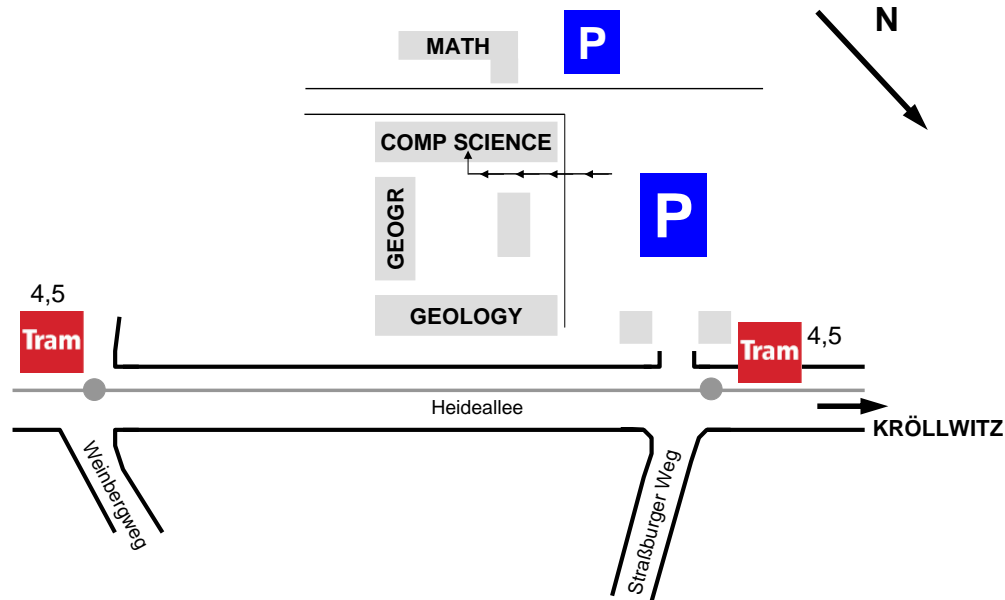 MATH
P
N
COMP SCIENCE
GEOGR
P
GEOLOGY
4,5
Tram
Tram
4,5
Heideallee
KRÖLLWITZ
Weinbergweg
Straßburger Weg